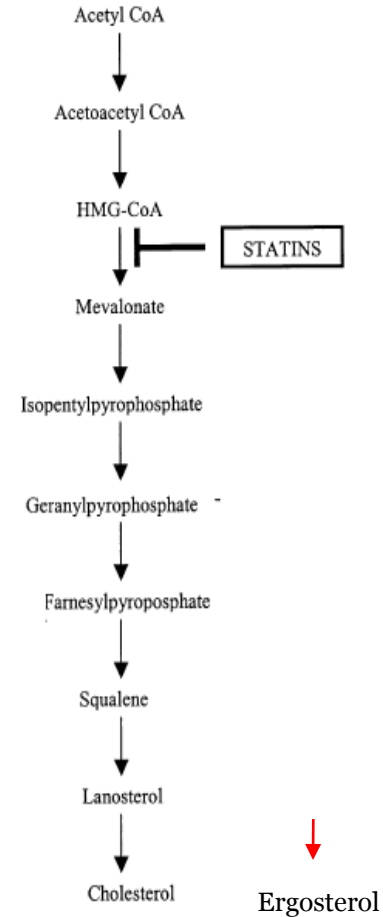 Acetyl CoA
Acetoacetyl CoA
HMG-CoA
STATINS
Mevalonate
Isopentylpyrophosphate
Geranylpyrophosphate
Farnesylpyroposphate
Squalene
Lanosterol
Cholesterol
Ergosterol